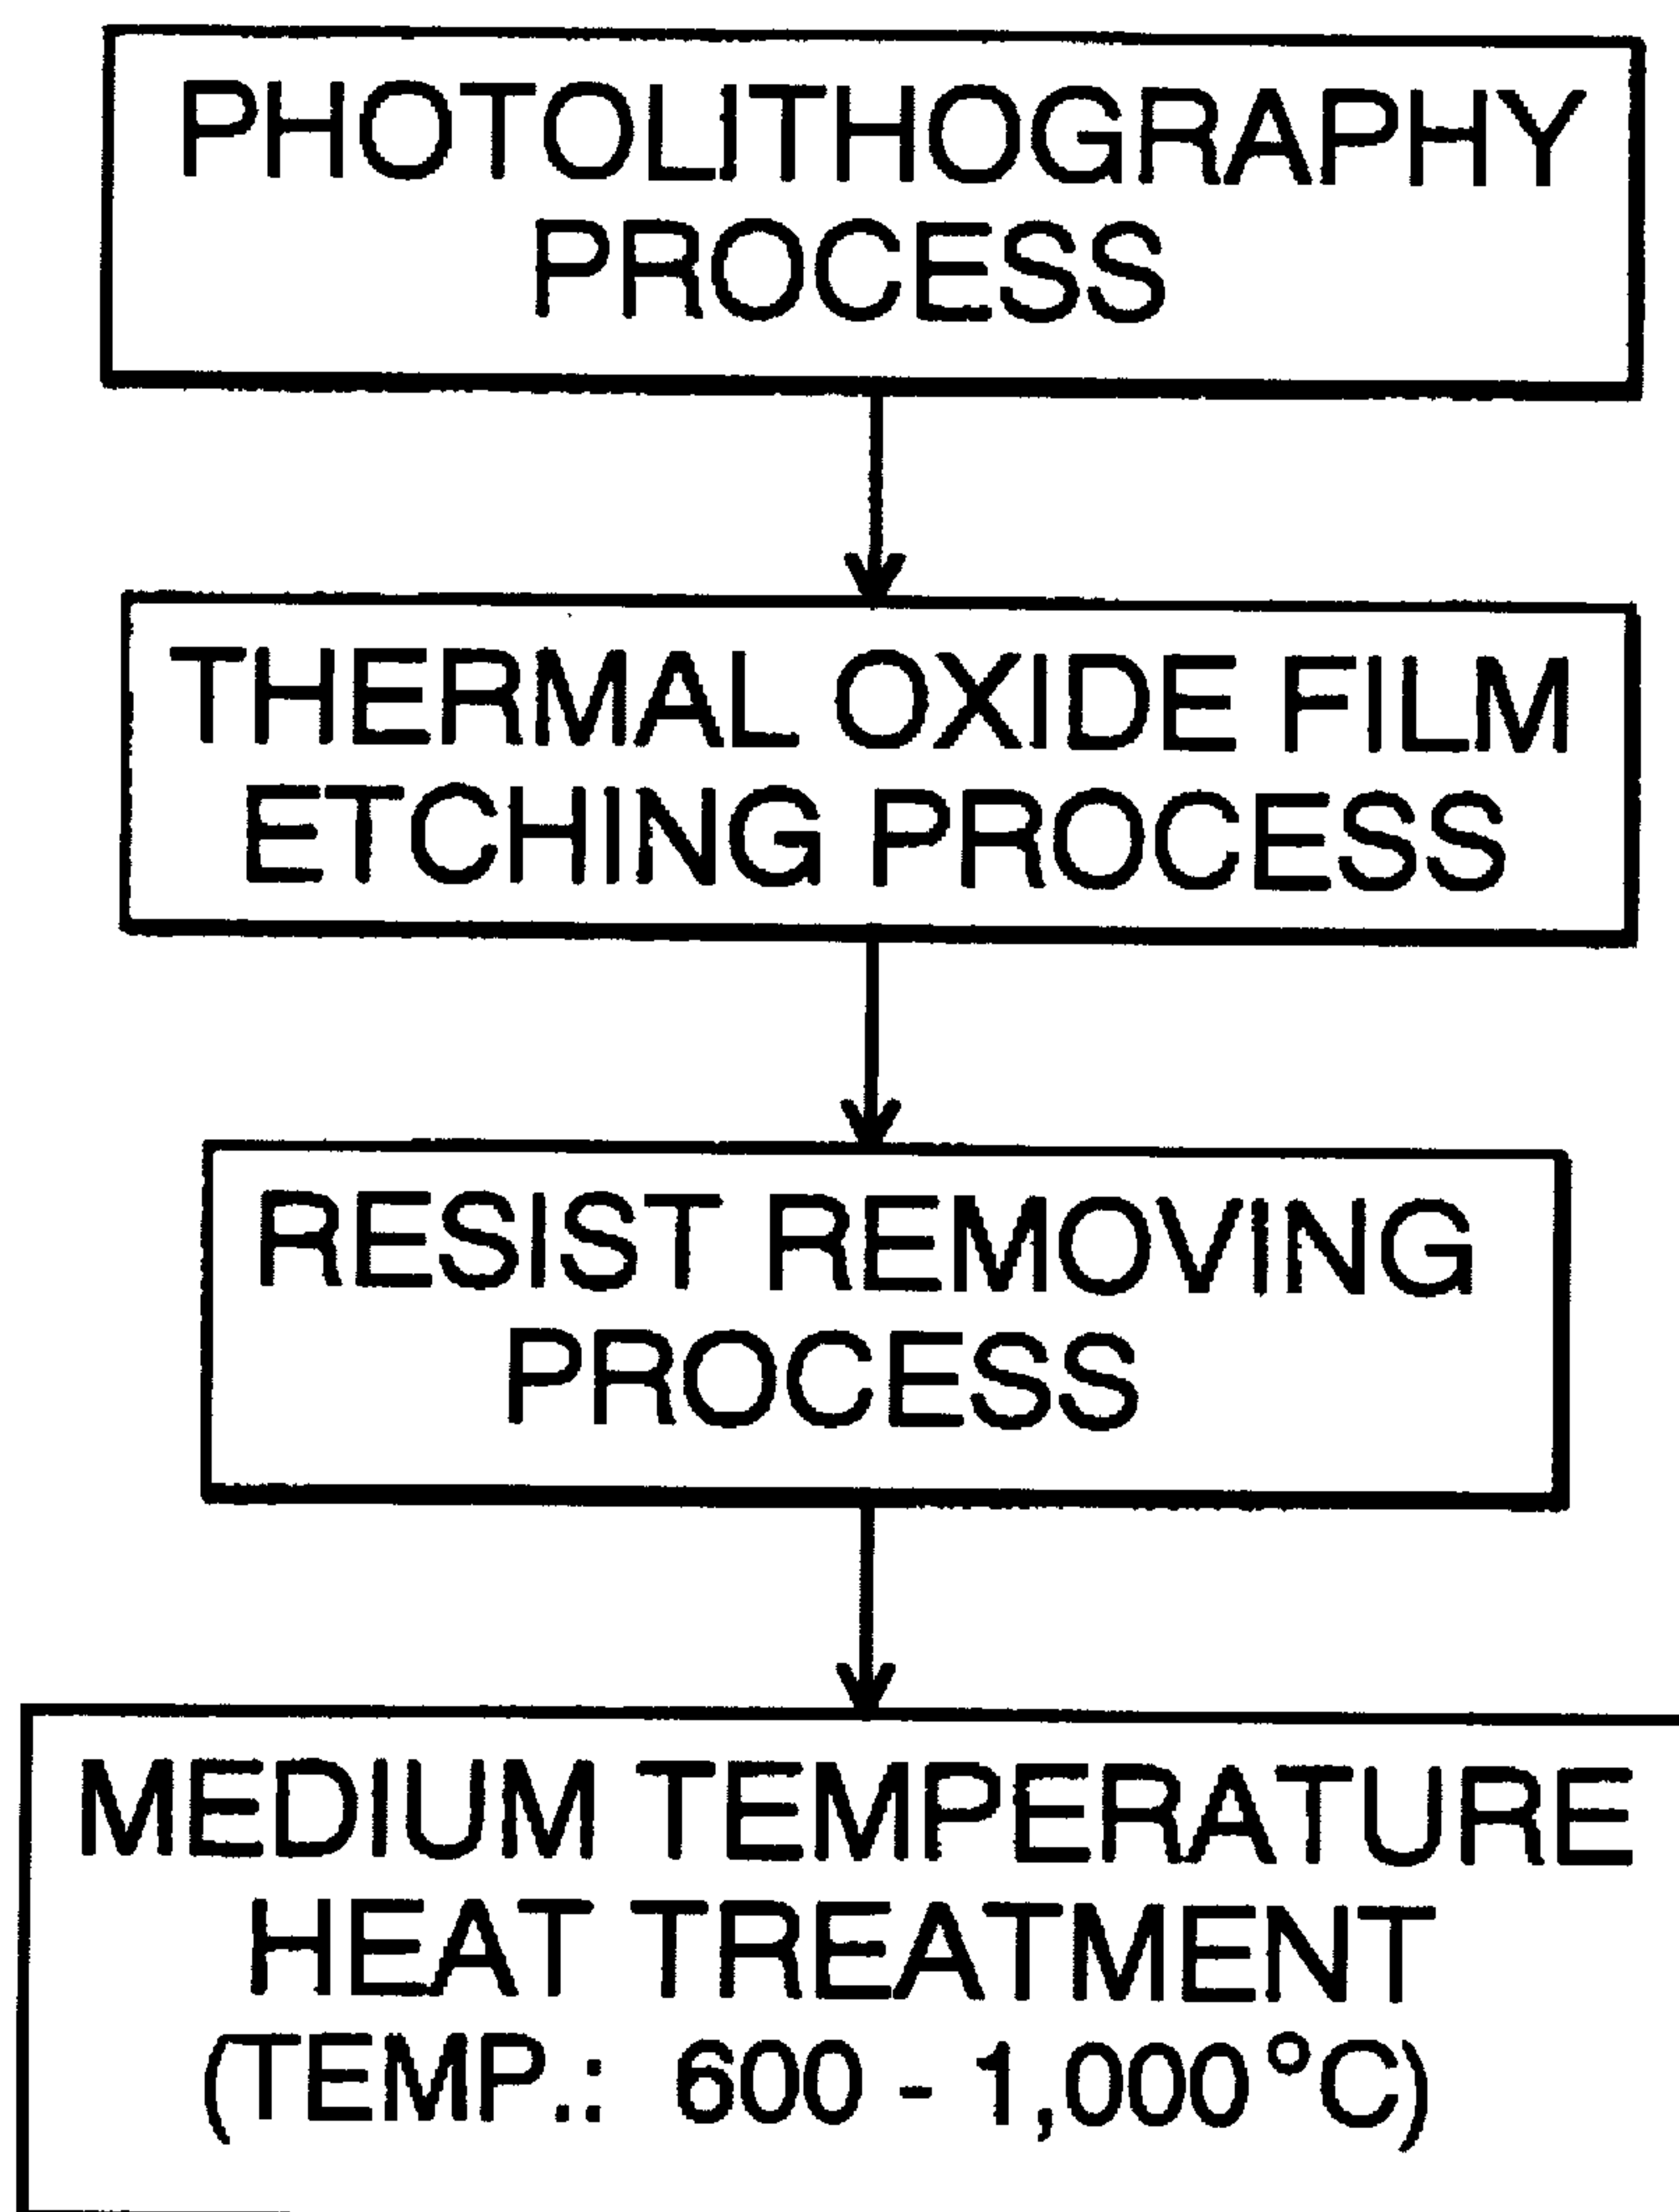 PHOTOLITHOGRAPHY
PROCESS
THERMAL OXIDE FILM
ETCHING PROCESS
RESIST REMOVING
PROCESS
MEDIUM TEMPERATURE
HEAT TREATMENT
(TEMP.: 600 - 1,000°C)